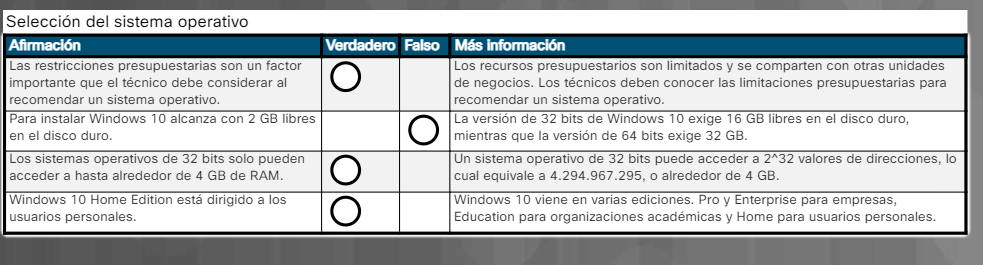 Selección del sistema operativo
Afirmación Verdadero Falso Más información
Las restricciones presupuestarias son un factor
importante que el técnico debe considerar al
recomendar un sistema operativo.
Los recursos presupuestarios son limitados y se comparten con otras unidades
de negocios. Los técnicos deben conocer las limitaciones presupuestarias para
recomendar un sistema operativo.
Para instalar Windows 10 alcanza con 2 GB libres
en el disco duro.
La versión de 32 bits de Windows 10 exige 16 GB libres en el disco duro,
mientras que la versión de 64 bits exige 32 GB.
Los sistemas operativos de 32 bits solo pueden
acceder a hasta alrededor de 4 GB de RAM.
Un sistema operativo de 32 bits puede acceder a 2^32 valores de direcciones, lo
cual equivale a 4.294.967.295, o alrededor de 4 GB.
Windows 10 Home Edition está dirigido a los
usuarios personales.
Windows 10 viene en varias ediciones. Pro y Enterprise para empresas,
Education para organizaciones académicas y Home para usuarios personales.